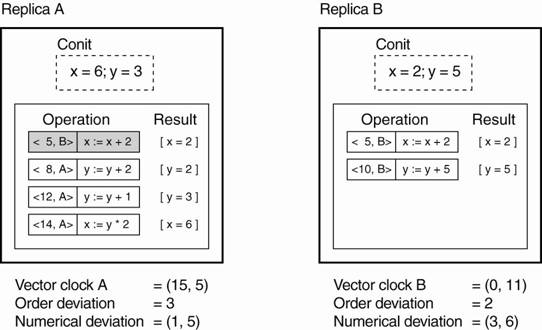 Replica A
Conit
x = 6; y = 3
Operation Result
< 5, B> x := x + 2 [ x = 2 ]
< 8, A> y := y + 2 [ y = 2 ]
<12, A> y := y + 1 [ y = 3 ]
<14, A> x := y * 2 [ x = 6 ]
Vector clock A = (15, 5)
Order deviation = 3
Numerical deviation = (1, 5)
Replica B
Conit
x = 2; y = 5
Operation Result
< 5, B> x := x + 2 [ x = 2 ]
<10, B> y := y + 5 [ y = 5 ]
Vector clock B = (0, 11)
Order deviation = 2
Numerical deviation = (3, 6)